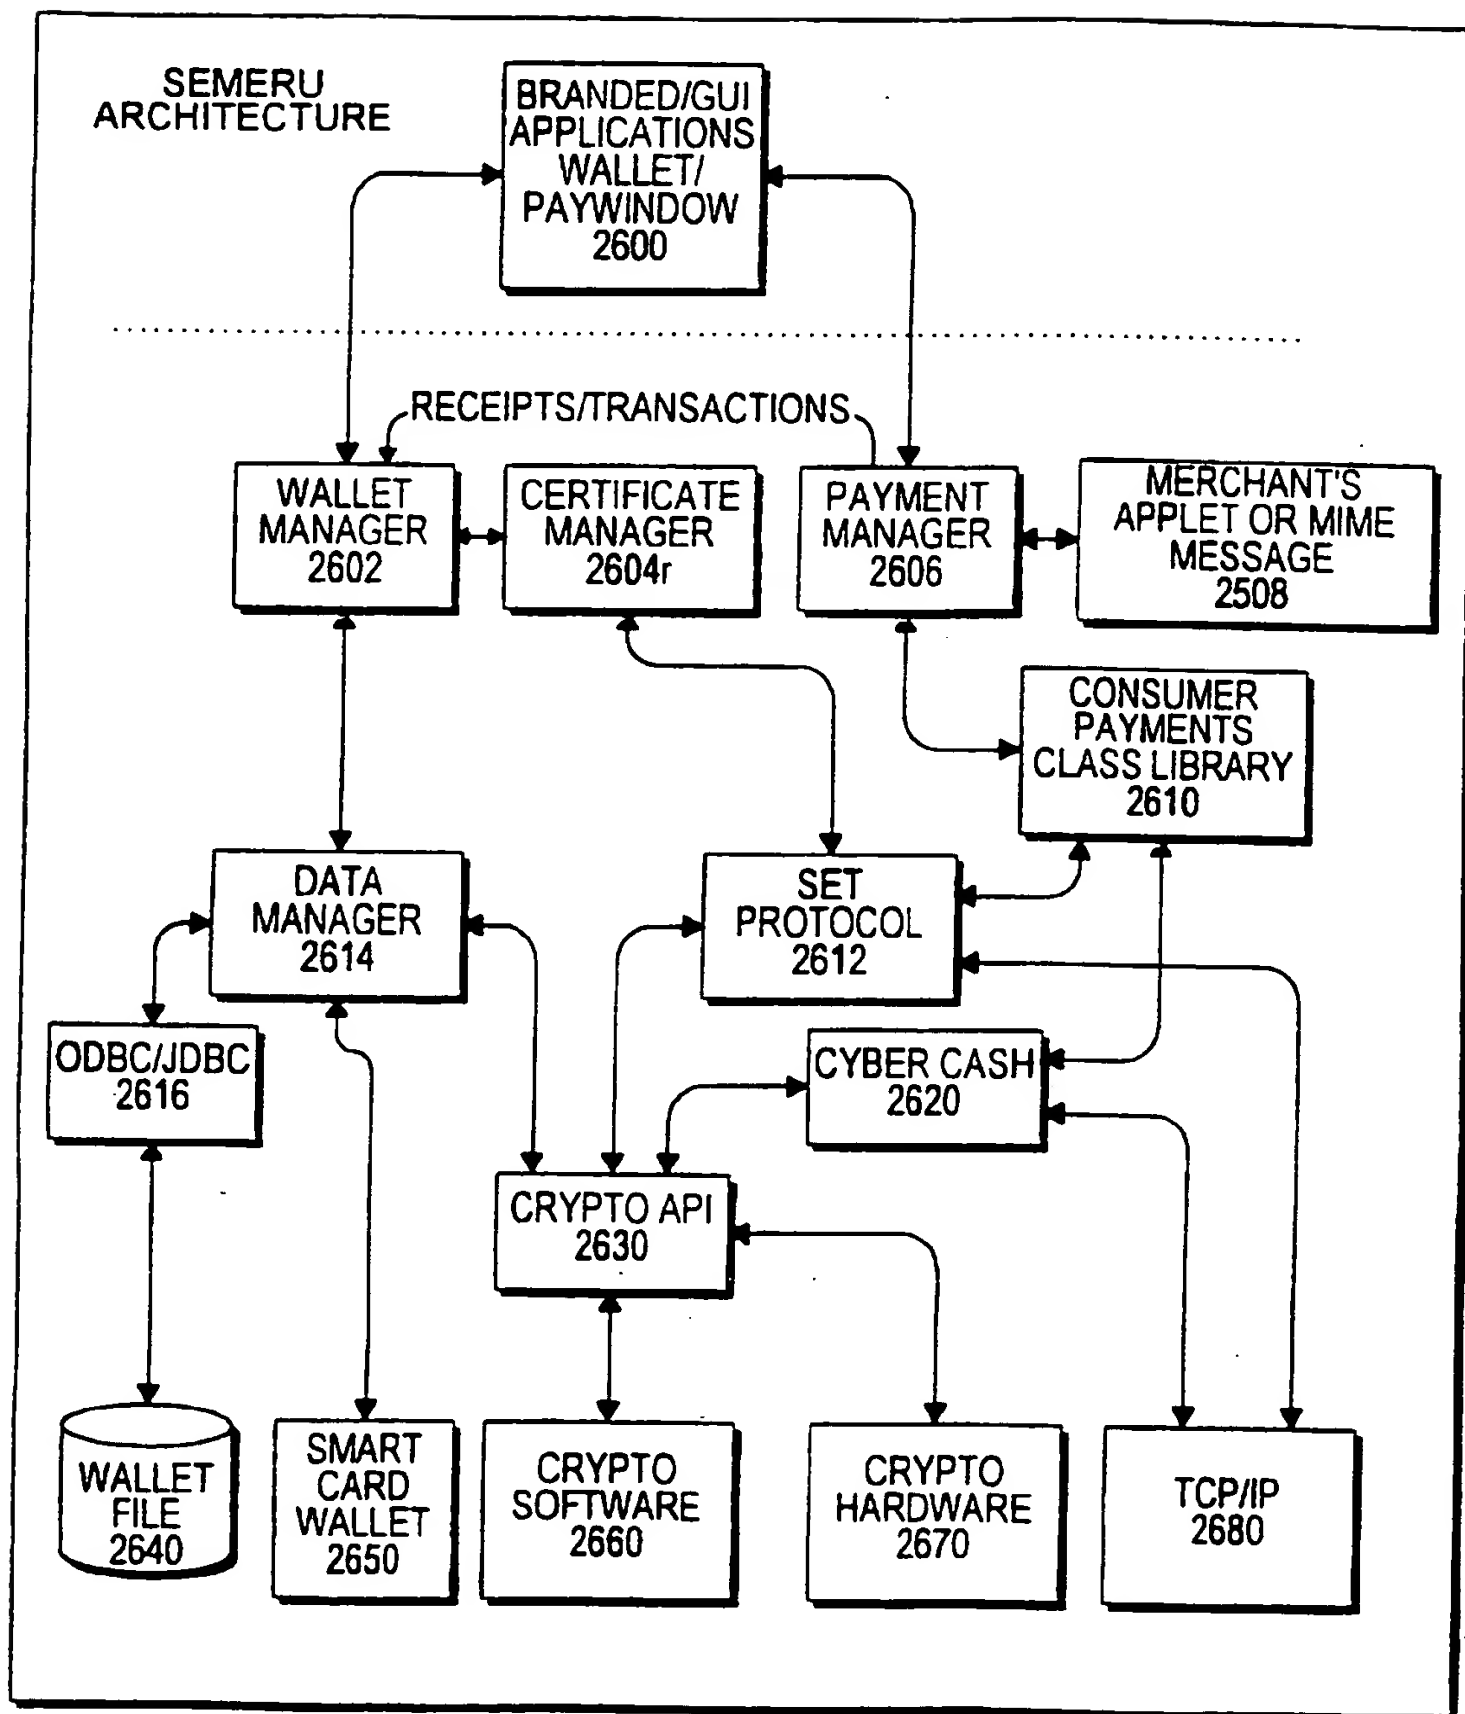 SEMERU
ARCHITECTURE
BRANDED/GUI
APPLICATIONS
WALLET/
PAYWINDOW
2600
RECEIPTS/TRANSACTIONS
WALLET
MANAGER
2602
CERTIFICATE
MANAGER
2604r
PAYMENT
MANAGER
2606
MERCHANT'S
APPLET OR MIME
MESSAGE
2508
CONSUMER
PAYMENTS
CLASS LIBRARY
2610
DATA
MANAGER
2614
SET
PROTOCOL
2612
ODBC/JDBC
2616
CYBER CASH
2620
CRYPTO API
2630
WALLET
FILE
2640
SMART
CARD
WALLET
2650
CRYPTO
SOFTWARE
2660
CRYPTO
HARDWARE
2670
TCP/IP
2680